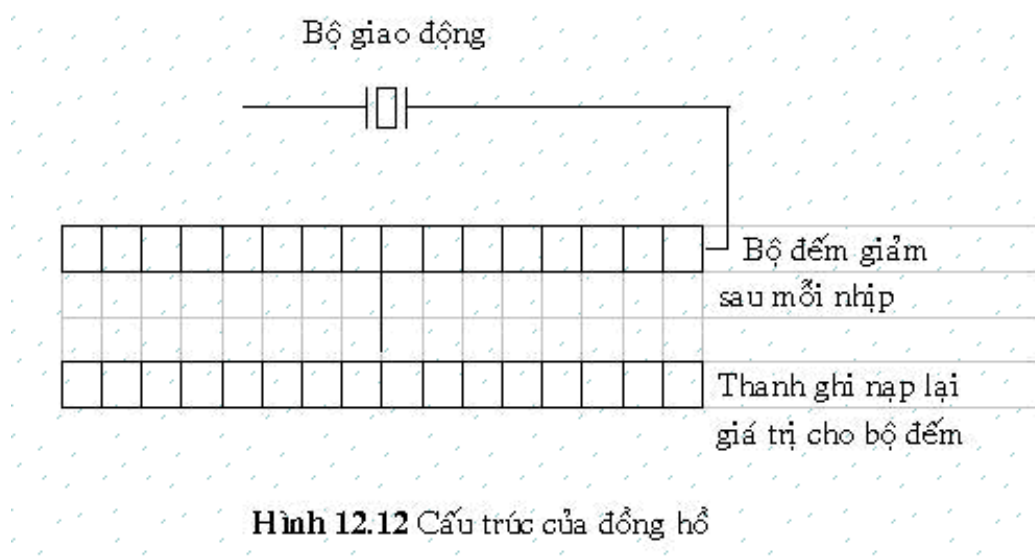 Bộ giao động
Bộ đếm giảm
sau mỗi nhịp
Thanh ghi nạp lại
giá trị cho bộ đếm
Hình 12.12 Cấu trúc của đồng hồ